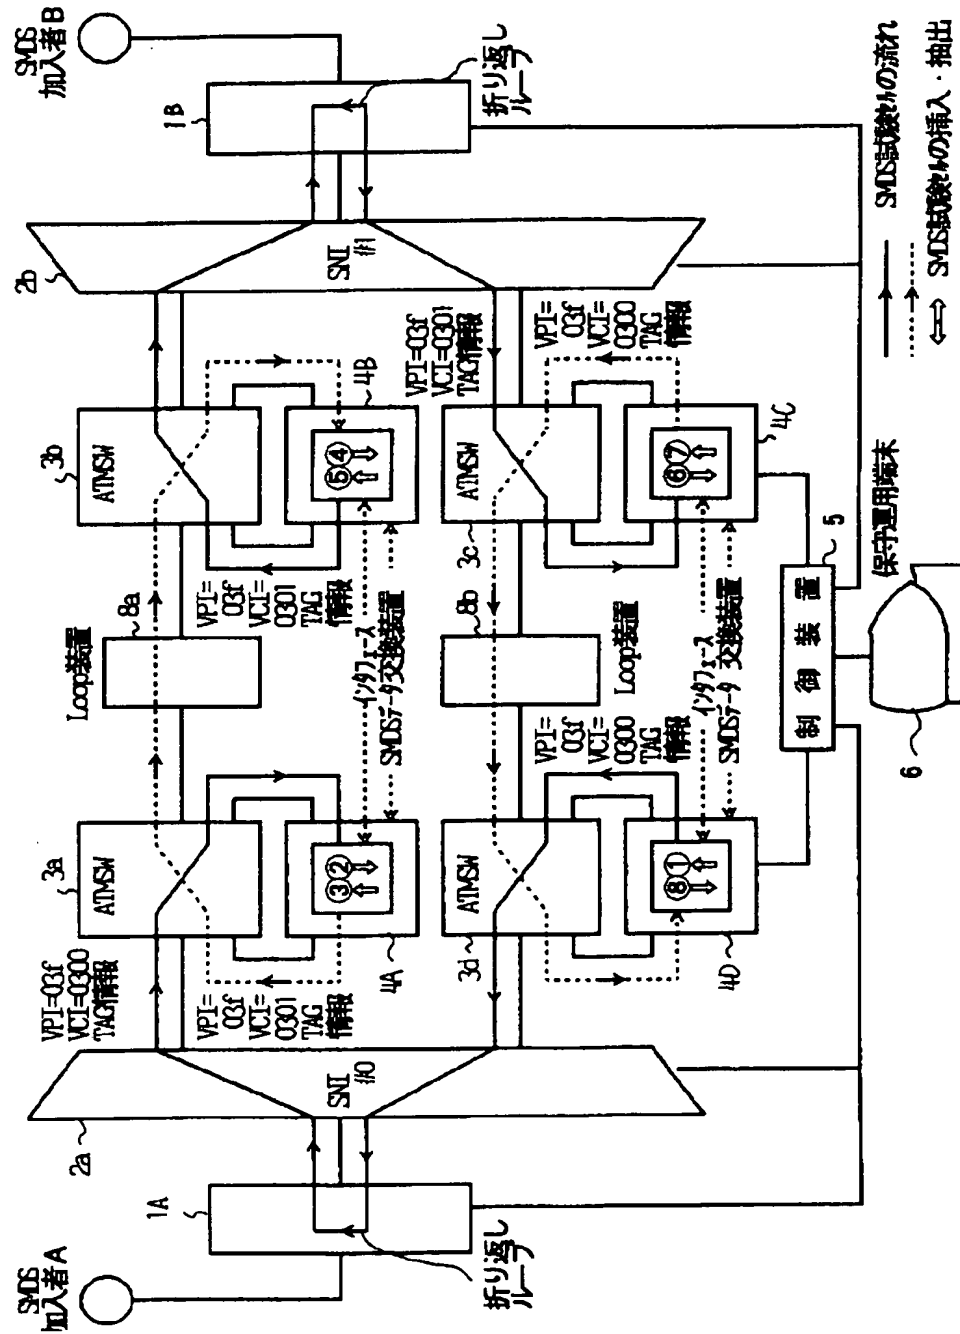 SMDS
加入者A
1A
折り返し
ループ
2a
SNI
#0
VPI=03f
VCI=0300
TAG情報
3a
ATMSW
③②
4A
VPI=
03f
VCI=
0301
TAG
情報
Loop装置
8a
VPI=
03f
VCI=
0301
TAG
情報
インタフェース
SMDSデータ交換装置
3b
ATMSW
⑤④
4B
2b
SNI
#1
1B
折り返し
ループ
SMDS
加入者B
3d
ATMSW
⑧①
4D
VPI=
03f
VCI=
0300
TAG
情報
8b
Loop装置
インタフェース
SMDSデータ交換装置
3c
ATMSW
⑥⑦
4C
VPI=03f
VCI=0301
TAG情報
VPI=
03f
VCI=
0300
TAG
情報
制御装置
5
保守運用端末
6
SMDS試験セルの流れ
SMDS試験セルの挿入・抽出